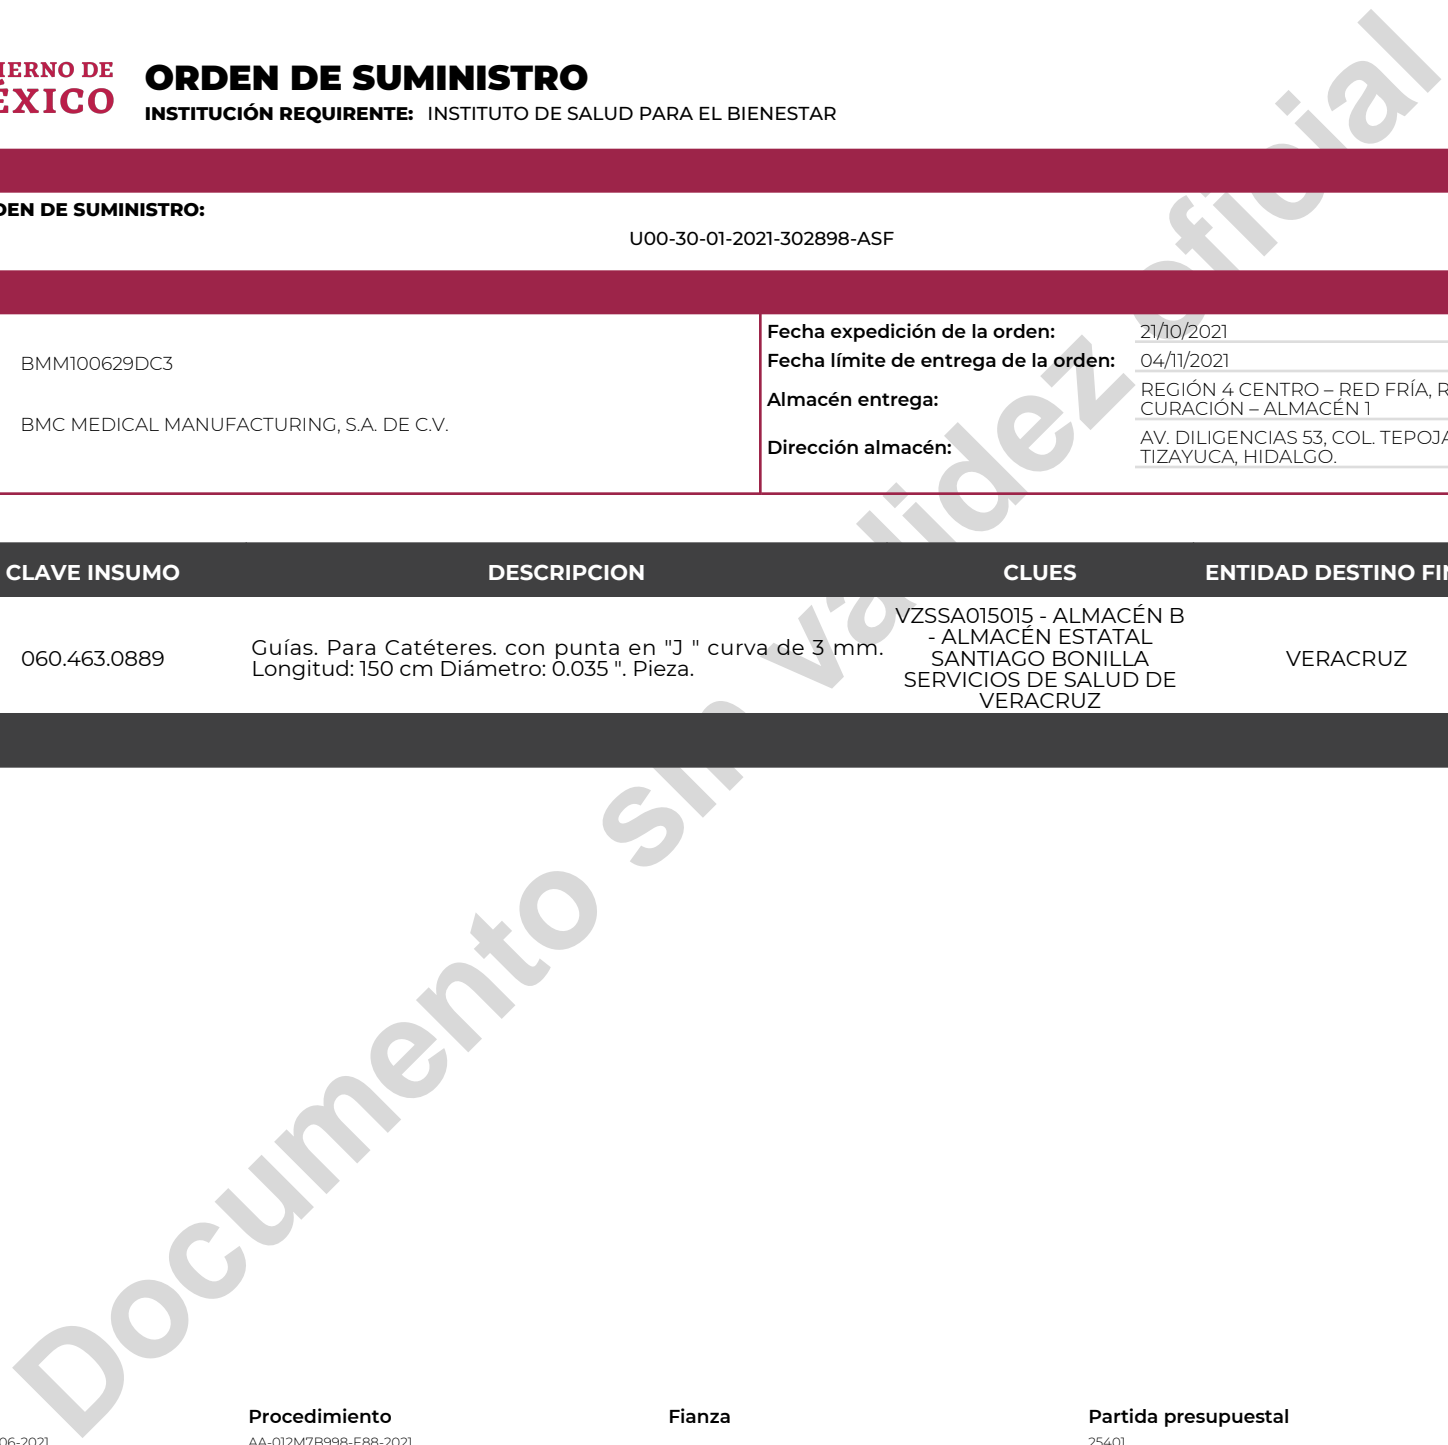 ORDEN DE SUMINISTRO
INSTITUCIÓN REQUIRENTE: INSTITUTO DE SALUD PARA EL BIENESTAR
DE
DE SUMINISTRO:
U00-30-01-2021-302898-ASF
BMM100629DC3
BMC MEDICAL MANUFACTURING, S.A. DE C.V.
Fecha expedición de la orden: 21/10/2021
Fecha límite de entrega de la orden: 04/11/2021
Almacén entrega: REGIÓN 4 CENTRO – RED FRÍA,
CURACIÓN – ALMACÉN 1
Dirección almacén: AV. DILIGENCIAS 53, COL.
TIZAYUCA, HIDALGO.
CLAVE INSUMO DESCRIPCION CLUES ENTIDAD DESTINO
060.463.0889
Guías. Para Catéteres. con punta en "J " curva de 3 mm.
Longitud: 150 cm Diámetro: 0.035 ". Pieza.
VZSSA015015 - ALMACÉN B
- ALMACÉN ESTATAL
SANTIAGO BONILLA
SERVICIOS DE SALUD DE
VERACRUZ
VERACRUZ
Documento sin validez oficial
Procedimiento Fianza Partida presupuestal
AA-012M7B998-E88-2021 25401